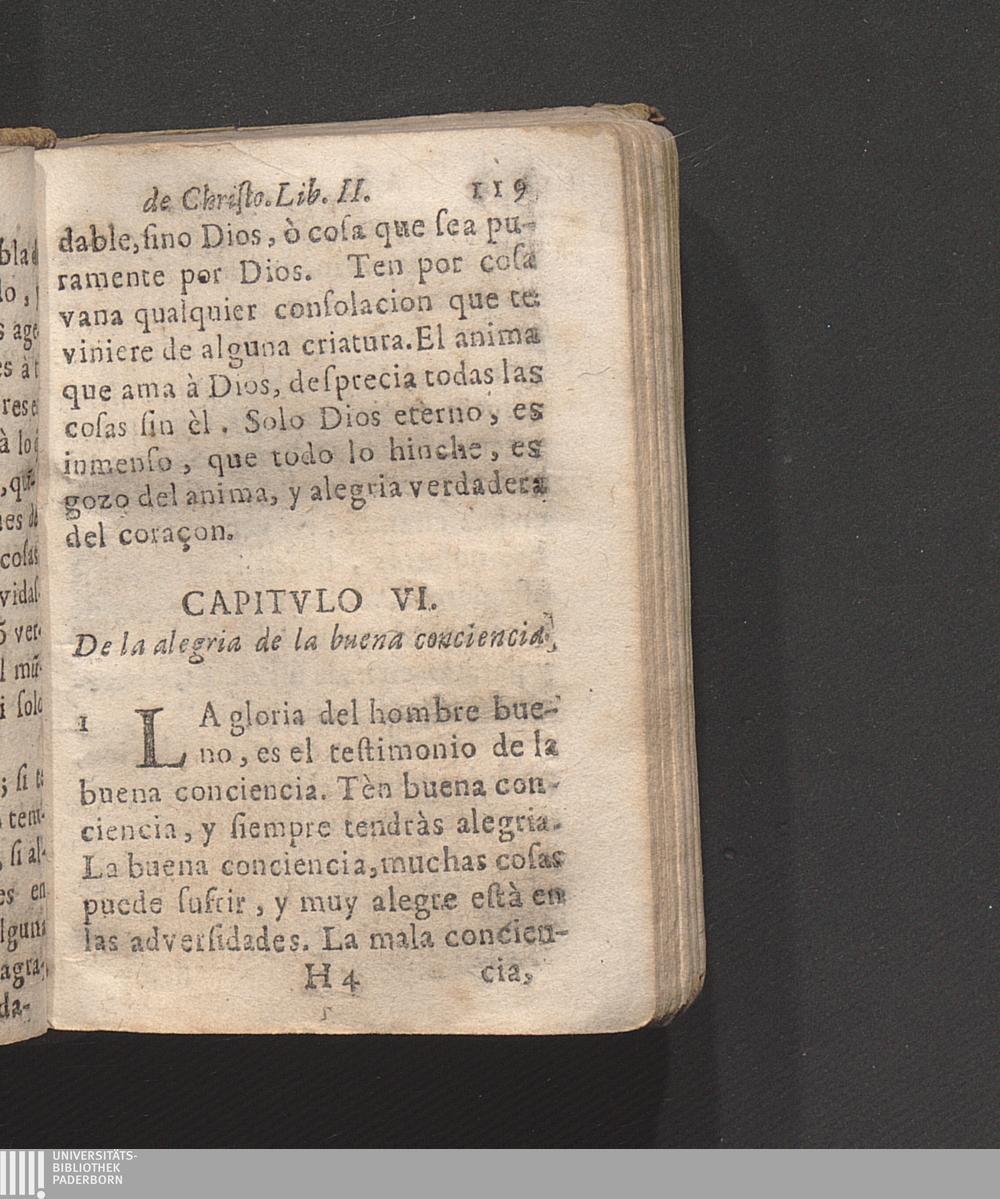 de Chriſto. Lib. II. 119
dable, ſino Dios, ò coſa que ſea pu-
ramente por Dios. Ten por coſa
vana qualquier conſolacion que te
viniere de alguna criatura. El anima
que ama à Dios, deſprecia todas las
coſas ſin èl. Solo Dios eterno, es
inmenſo, que todo lo hinche, es
gozo del anima, y alegria verdadera
del coraçon.
CAPITVLO VI.
De la alegria de la buena conciencia.
1 LA gloria del hombre bue-
no, es el teſtimonio de la
buena conciencia. Tèn buena con-
ciencia, y ſiempre tendràs alegria.
La buena conciencia, muchas coſas
puede ſufrir, y muy alegre eſtà en
las adverſidades. La mala concien-
H 4 cia,
UNIVERSITÄTS-
BIBLIOTHEK
PADERBORN